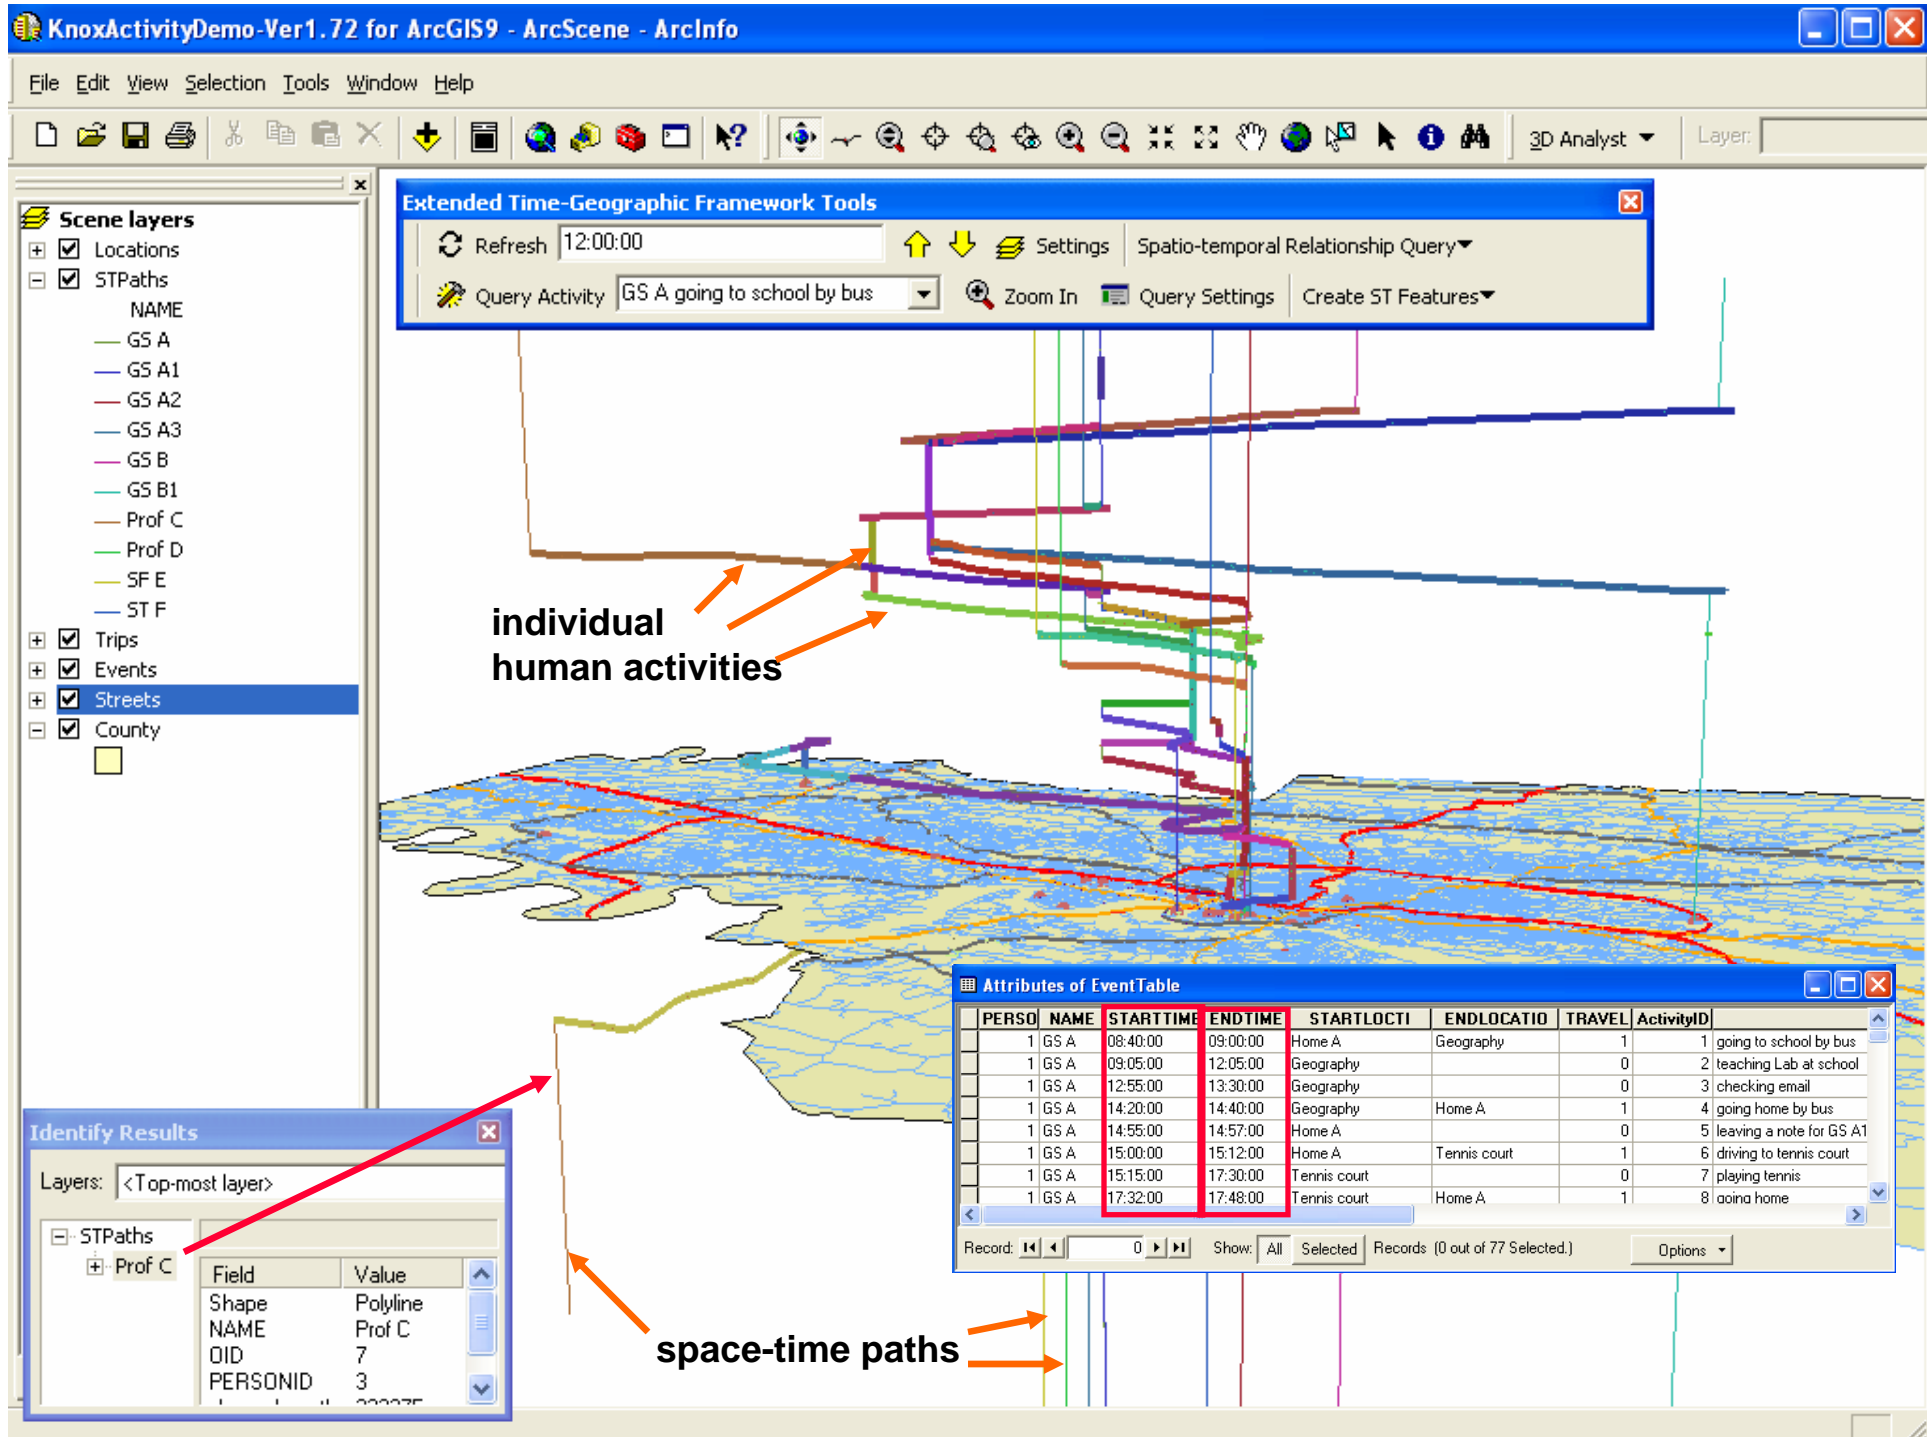 KnoxActivityDemo-Ver1.72 for ArcGIS9 - ArcScene - ArcInfo
File Edit View Selection Tools Window Help
3D Analyst Layer:
Scene layers
Locations
STPaths
NAME
GS A
GS A1
GS A2
GS A3
GS B
GS B1
Prof C
Prof D
SF E
ST F
Trips
Events
Streets
County
Extended Time-Geographic Framework Tools
Refresh 12:00:00 Settings Spatio-temporal Relationship Query
Query Activity GS A going to school by bus Zoom In Query Settings Create ST Features
individual
human activities
Attributes of EventTable
PERSO NAME STARTTIME ENDTIME STARTLOCTI ENDLOCATIO TRAVEL ActivityID
1 GS A 08:40:00 09:00:00 Home A Geography 1 1 going to school by bus
1 GS A 09:05:00 12:05:00 Geography 0 2 teaching Lab at school
1 GS A 12:55:00 13:30:00 Geography 0 3 checking email
1 GS A 14:20:00 14:40:00 Geography Home A 1 4 going home by bus
1 GS A 14:55:00 14:57:00 Home A 0 5 leaving a note for GS A1
1 GS A 15:00:00 15:12:00 Home A Tennis court 1 6 driving to tennis court
1 GS A 15:15:00 17:30:00 Tennis court 0 7 playing tennis
1 GS A 17:32:00 17:48:00 Tennis court Home A 1 8 going home
Record: 0 Show: All Selected Records (0 out of 77 Selected.) Options
Identify Results
Layers: <Top-most layer>
STPaths
Prof C
Field Value
Shape Polyline
NAME Prof C
OID 7
PERSONID 3
space-time paths